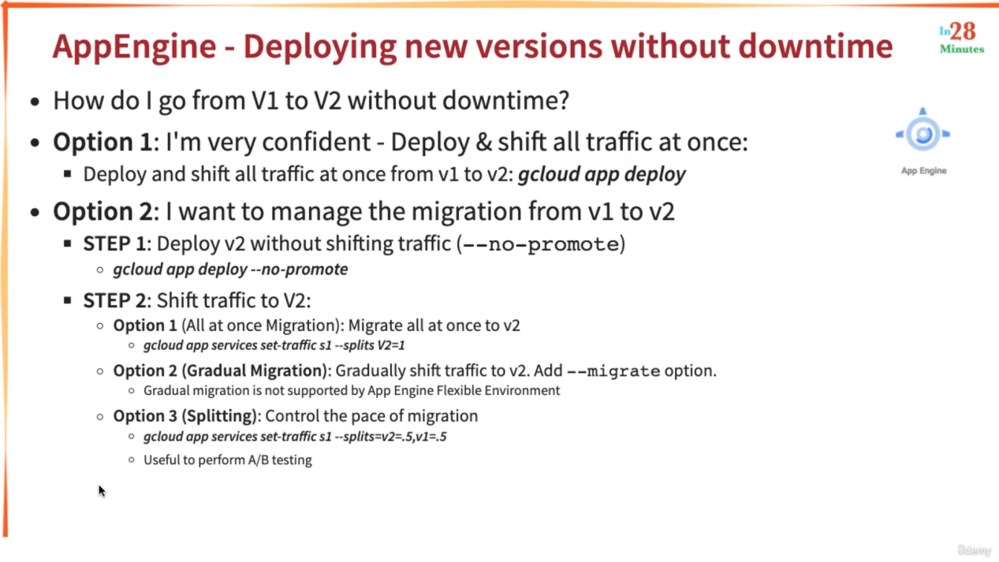 AppEngine - Deploying new versions without downtime
In28
Minutes
• How do I go from V1 to V2 without downtime?
• Option 1: I'm very confident - Deploy & shift all traffic at once:
▪ Deploy and shift all traffic at once from v1 to v2: gcloud app deploy
App Engine
• Option 2: I want to manage the migration from v1 to v2
▪ STEP 1: Deploy v2 without shifting traffic (--no-promote)
○ gcloud app deploy --no-promote
▪ STEP 2: Shift traffic to V2:
○ Option 1 (All at once Migration): Migrate all at once to v2
○ gcloud app services set-traffic s1 --splits V2=1
○ Option 2 (Gradual Migration): Gradually shift traffic to v2. Add --migrate option.
○ Gradual migration is not supported by App Engine Flexible Environment
○ Option 3 (Splitting): Control the pace of migration
○ gcloud app services set-traffic s1 --splits=v2=.5,v1=.5
○ Useful to perform A/B testing
ûdemy